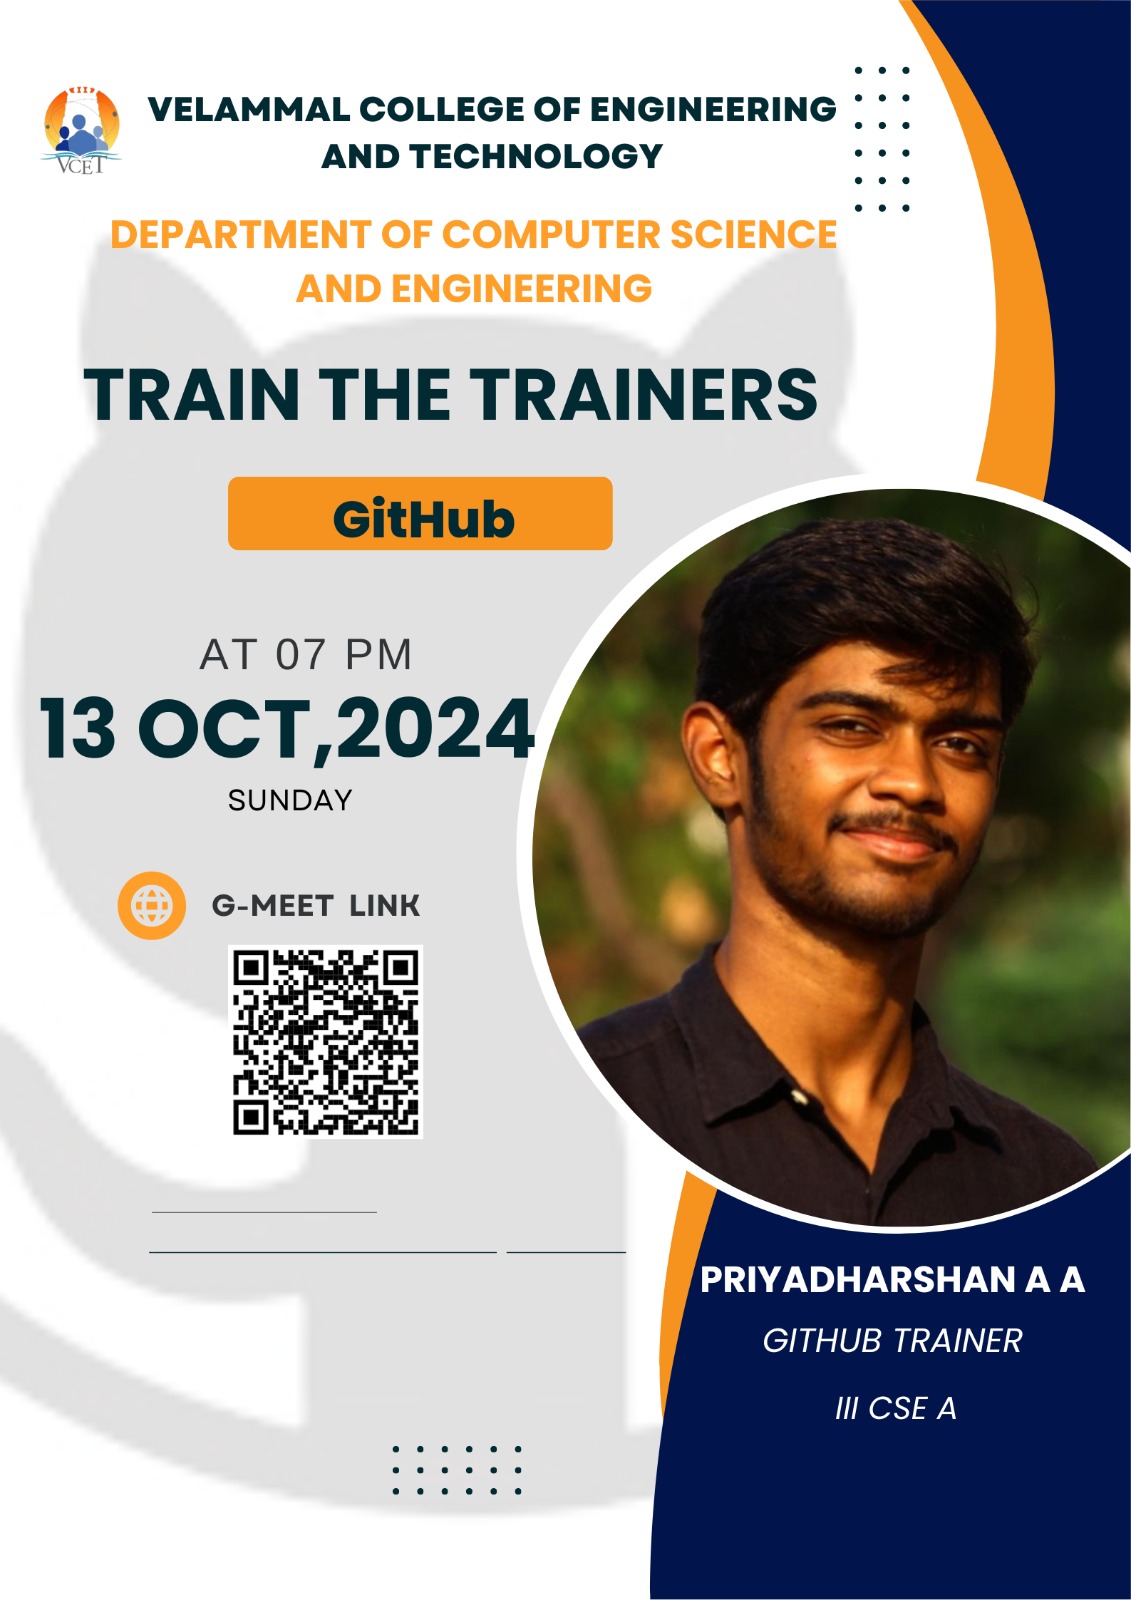 VCET
VELAMMAL COLLEGE OF ENGINEERING
AND TECHNOLOGY
DEPARTMENT OF COMPUTER SCIENCE
AND ENGINEERING
TRAIN THE TRAINERS
GitHub
AT 07 PM
13 OCT,2024
SUNDAY
G-MEET LINK
PRIYADHARSHAN A A
GITHUB TRAINER
III CSE A